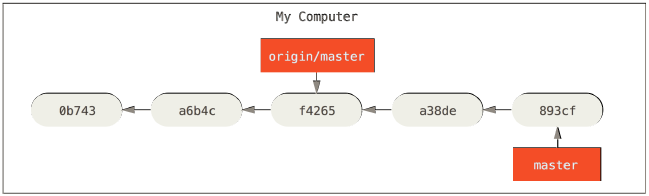 My Computer
origin/master
0b743 a6b4c f4265 a38de 893cf
master